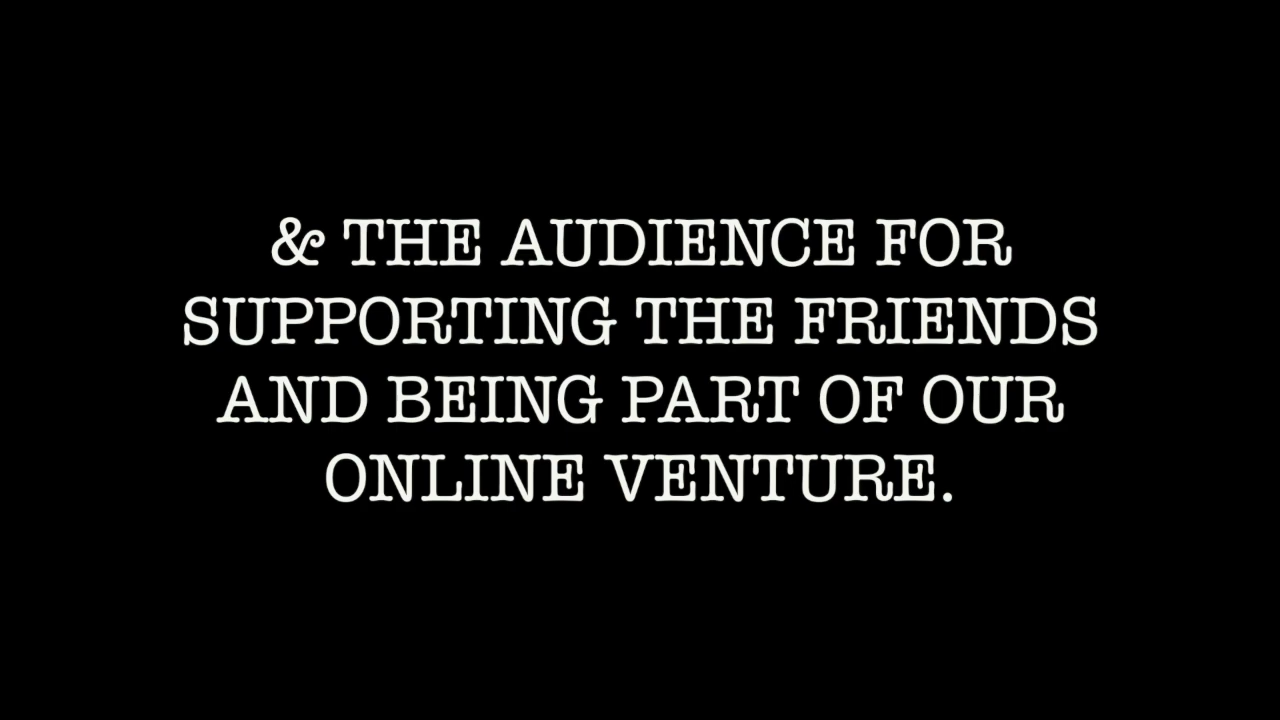 & THE AUDIENCE FOR
SUPPORTING THE FRIENDS
AND BEING PART OF OUR
ONLINE VENTURE.